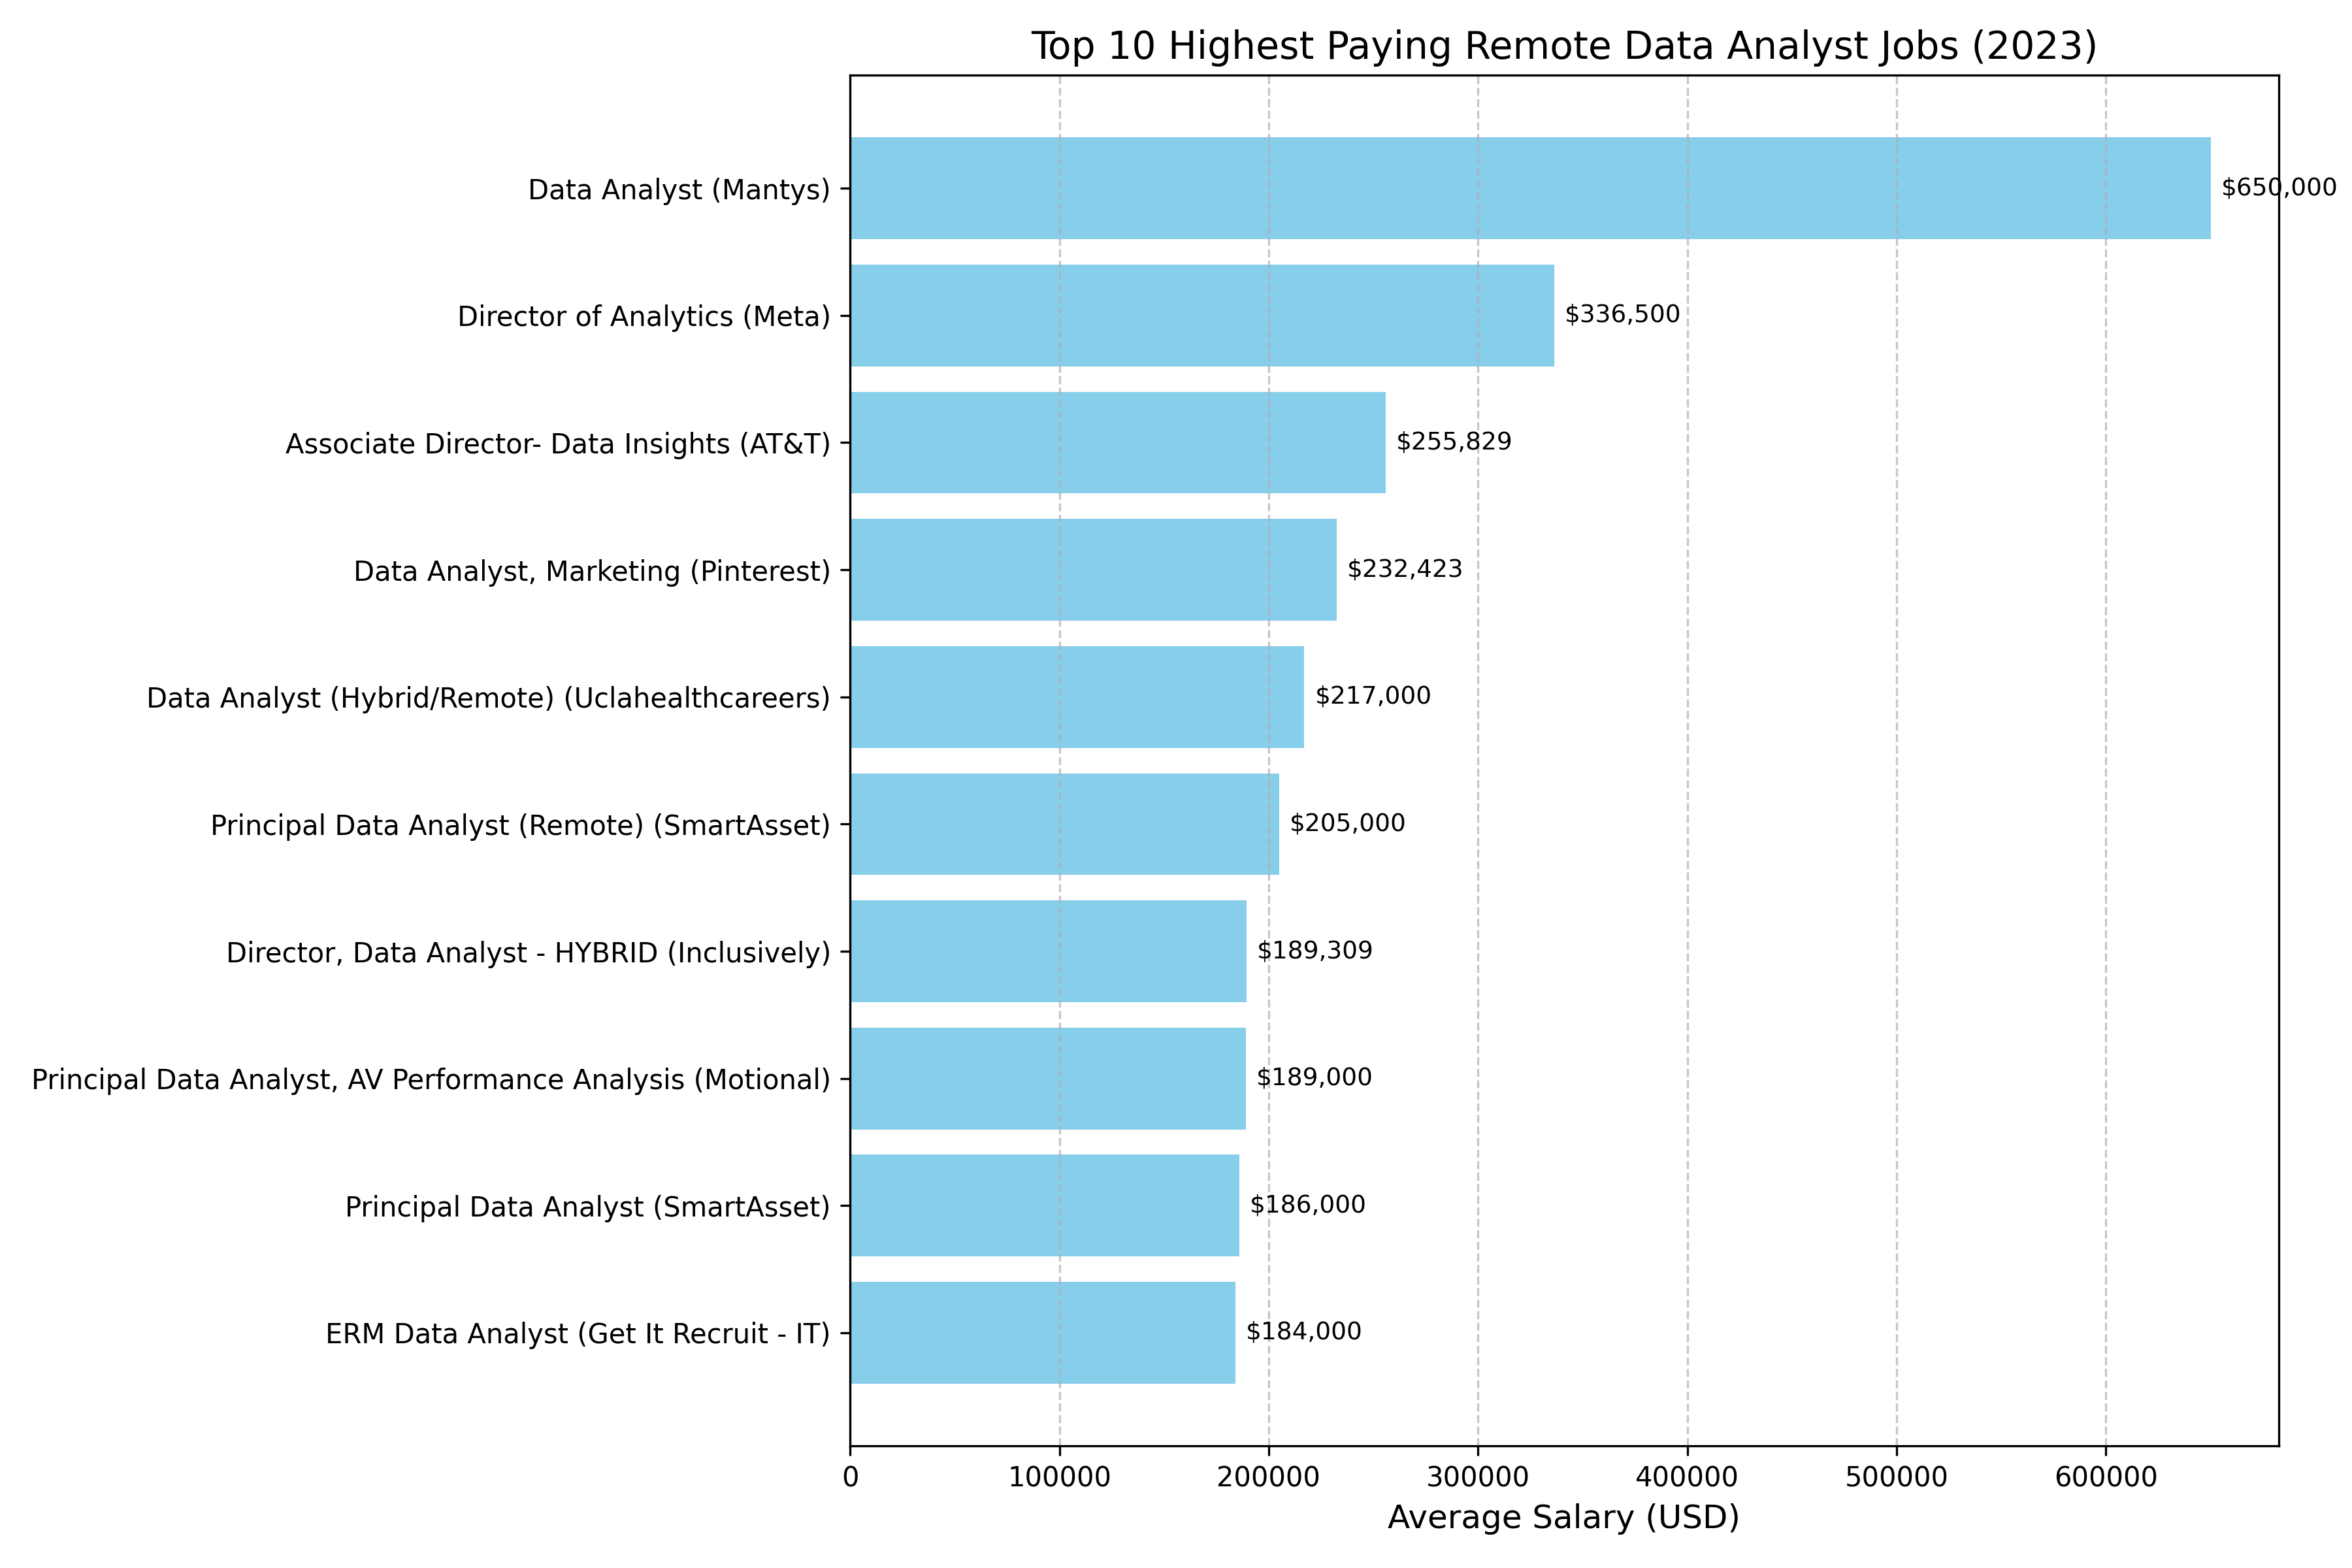 Top 10 Highest Paying Remote Data Analyst Jobs (2023)
Data Analyst (Mantys)
$650,000
Director of Analytics (Meta)
$336,500
Associate Director- Data Insights (AT&T)
$255,829
Data Analyst, Marketing (Pinterest)
$232,423
Data Analyst (Hybrid/Remote) (Uclahealthcareers)
$217,000
Principal Data Analyst (Remote) (SmartAsset)
$205,000
Director, Data Analyst - HYBRID (Inclusively)
$189,309
Principal Data Analyst, AV Performance Analysis (Motional)
$189,000
Principal Data Analyst (SmartAsset)
$186,000
ERM Data Analyst (Get It Recruit - IT)
$184,000
0 100000 200000 300000 400000 500000 600000
Average Salary (USD)